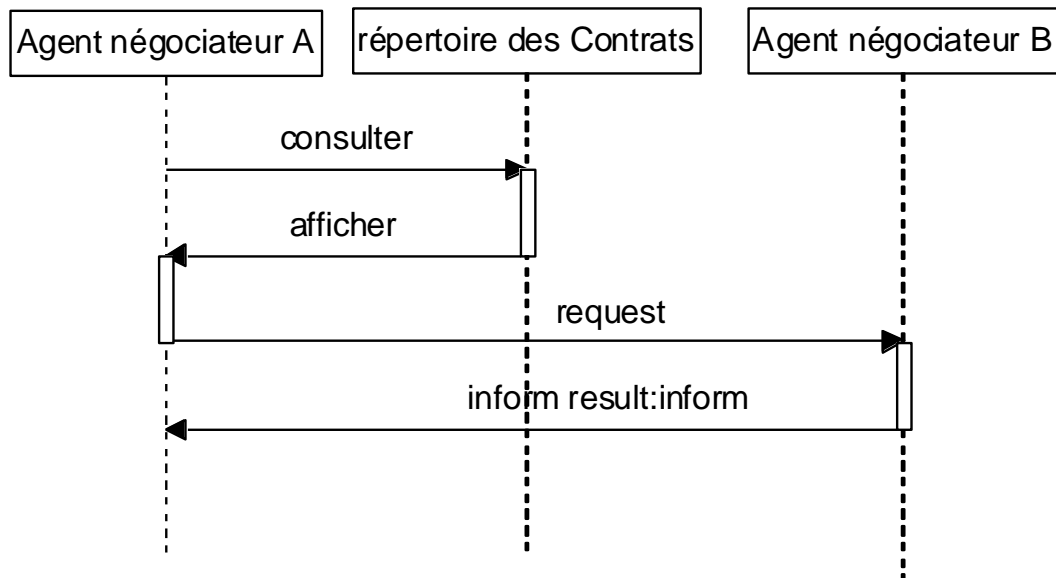 Agent négociateur A
répertoire des Contrats
Agent négociateur B
consulter
afficher
request
inform result:inform